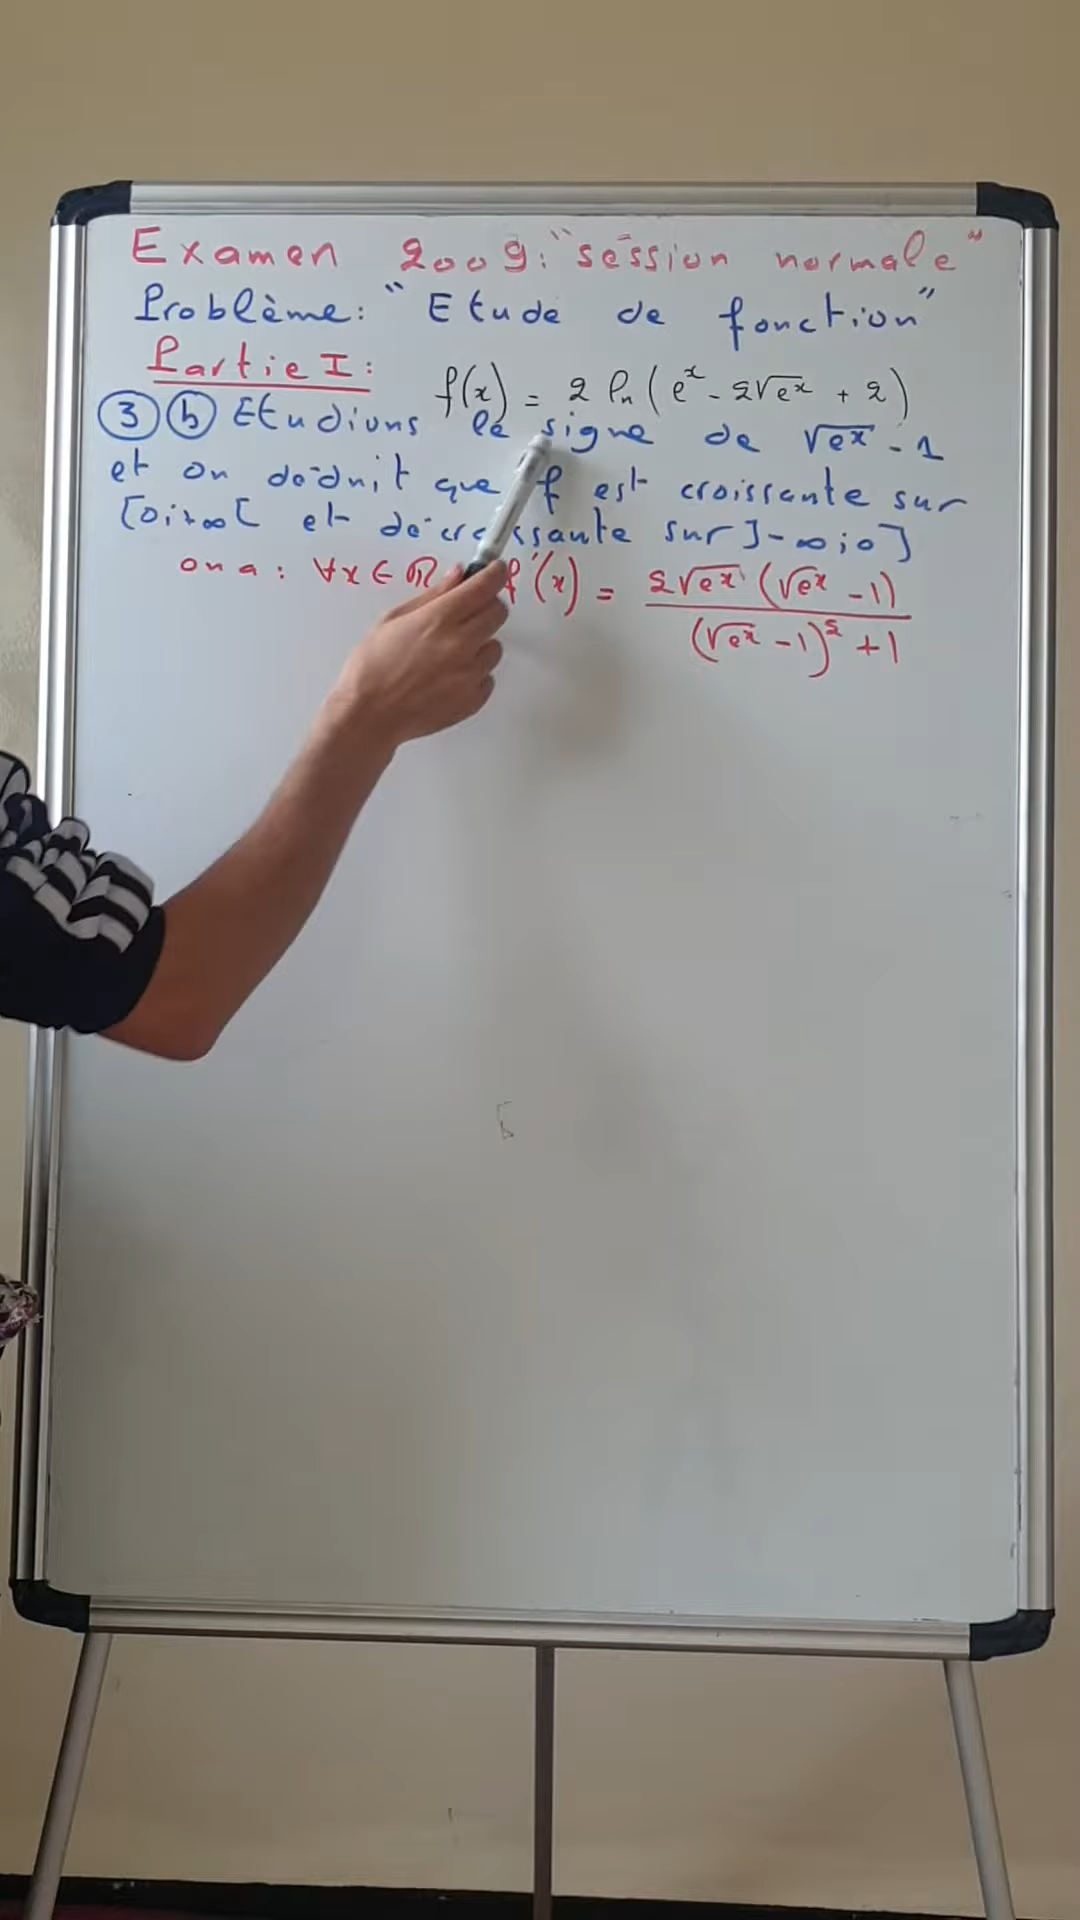 Examen 2009: "session normale"
Problème: "Etude de fonction"
Partie I:
f(x) = 2 ln(e^x - 2√e^x + 2)
3 b Etudions le signe de √e^x - 1
et on déduit que f est croissante sur
[0;+∞[ et décroissante sur ]-∞;0]
on a: ∀x∈ℝ f'(x) = 2√e^x (√e^x - 1) / (√e^x - 1)^2 + 1